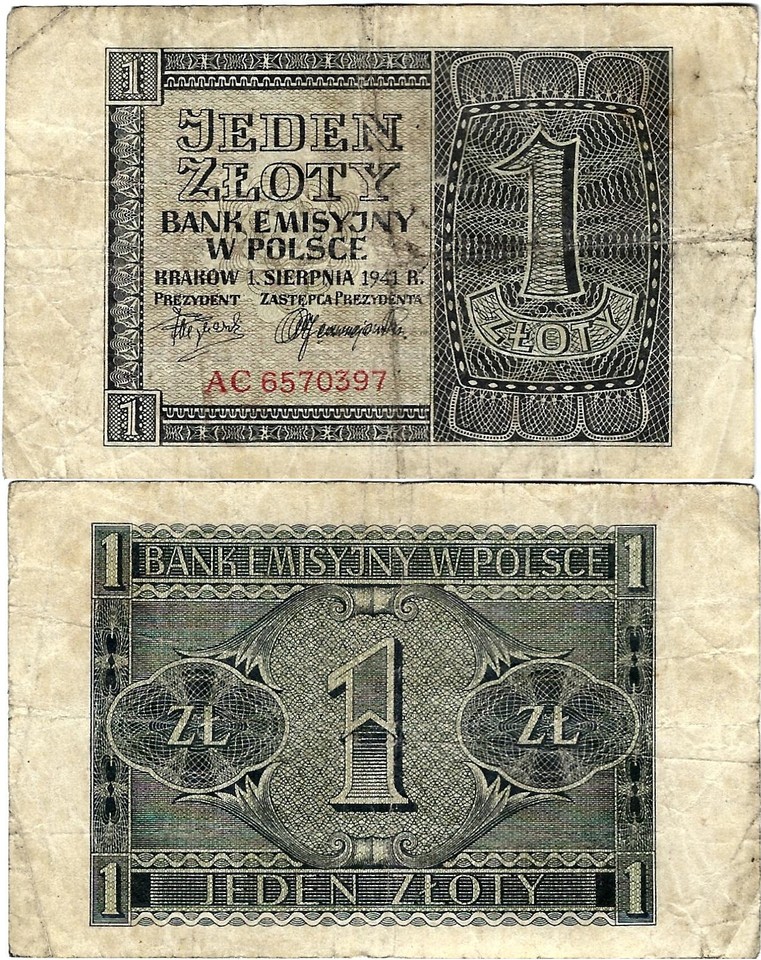 1
JEDEN
ZŁOTY
BANK EMISYJNY
W POLSCE
KRAKÓW 1. SIERPNIA 1941 R.
PREZYDENT ZASTĘPCA PREZYDENTA
AC 6570397
1
1
ZŁOTY
1 BANK EMISYJNY W POLSCE 1
1
ZŁ ZŁ
1 JEDEN ZŁOTY 1